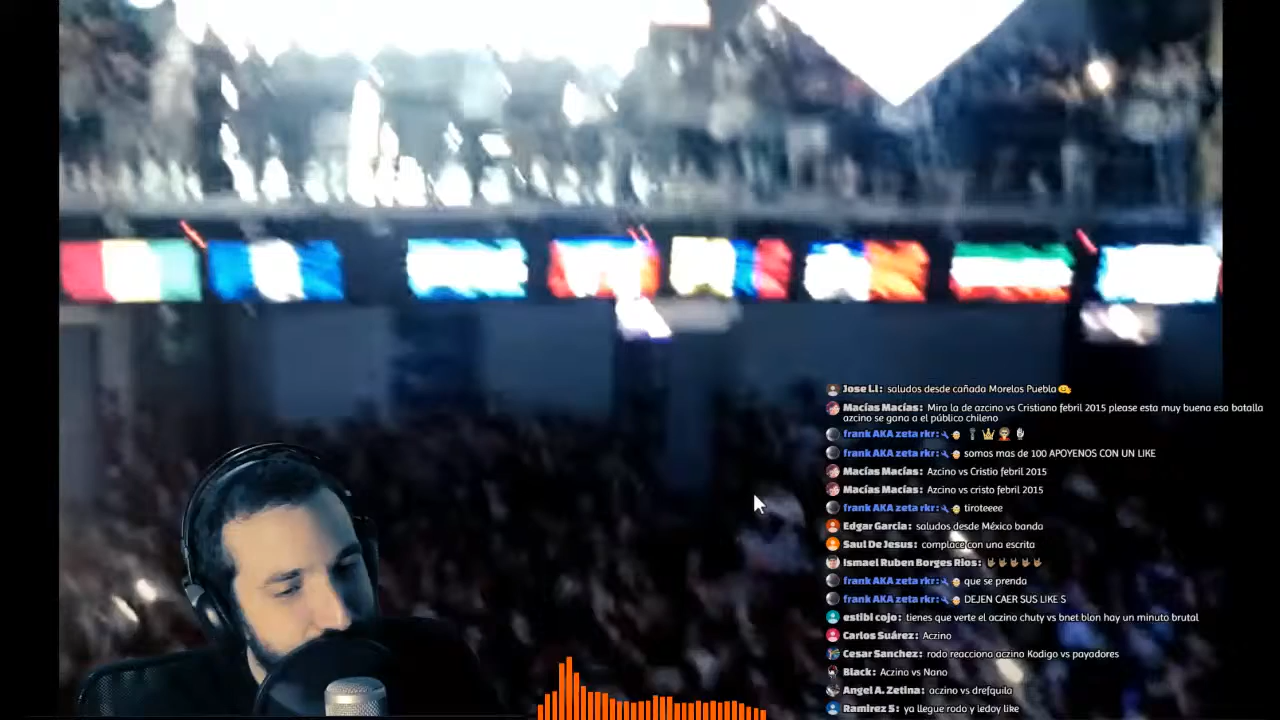 Jose Li: saludos desde cañada Morelos Puebla
Macías Macías: Mira la de azcino vs Cristiano febril 2015 please esta muy buena esa batalla
azcino se gana a el público chileno
frank AKA zeta rkr:
frank AKA zeta rkr: somos mas de 100 APOYENOS CON UN LIKE
Macías Macías: Azcino vs Cristio febril 2015
Macías Macías: Azcino vs cristo febril 2015
frank AKA zeta rkr: tiroteeee
Edgar Garcia: saludos desde México banda
Saul De Jesus: complace con una escrita
Ismael Ruben Borges Rios:
frank AKA zeta rkr: que se prenda
frank AKA zeta rkr: DEJEN CAER SUS LIKE S
estibi cojo: tienes que verte el aczino chuty vs bnet blon hay un minuto brutal
Carlos Suárez: Aczino
Cesar Sanchez: rodo reacciona aczino Kodigo vs payadores
Black: Aczino vs Nano
Angel A. Zetina: aczino vs drefquila
Ramirez S: ya llegue rodo y ledoy like